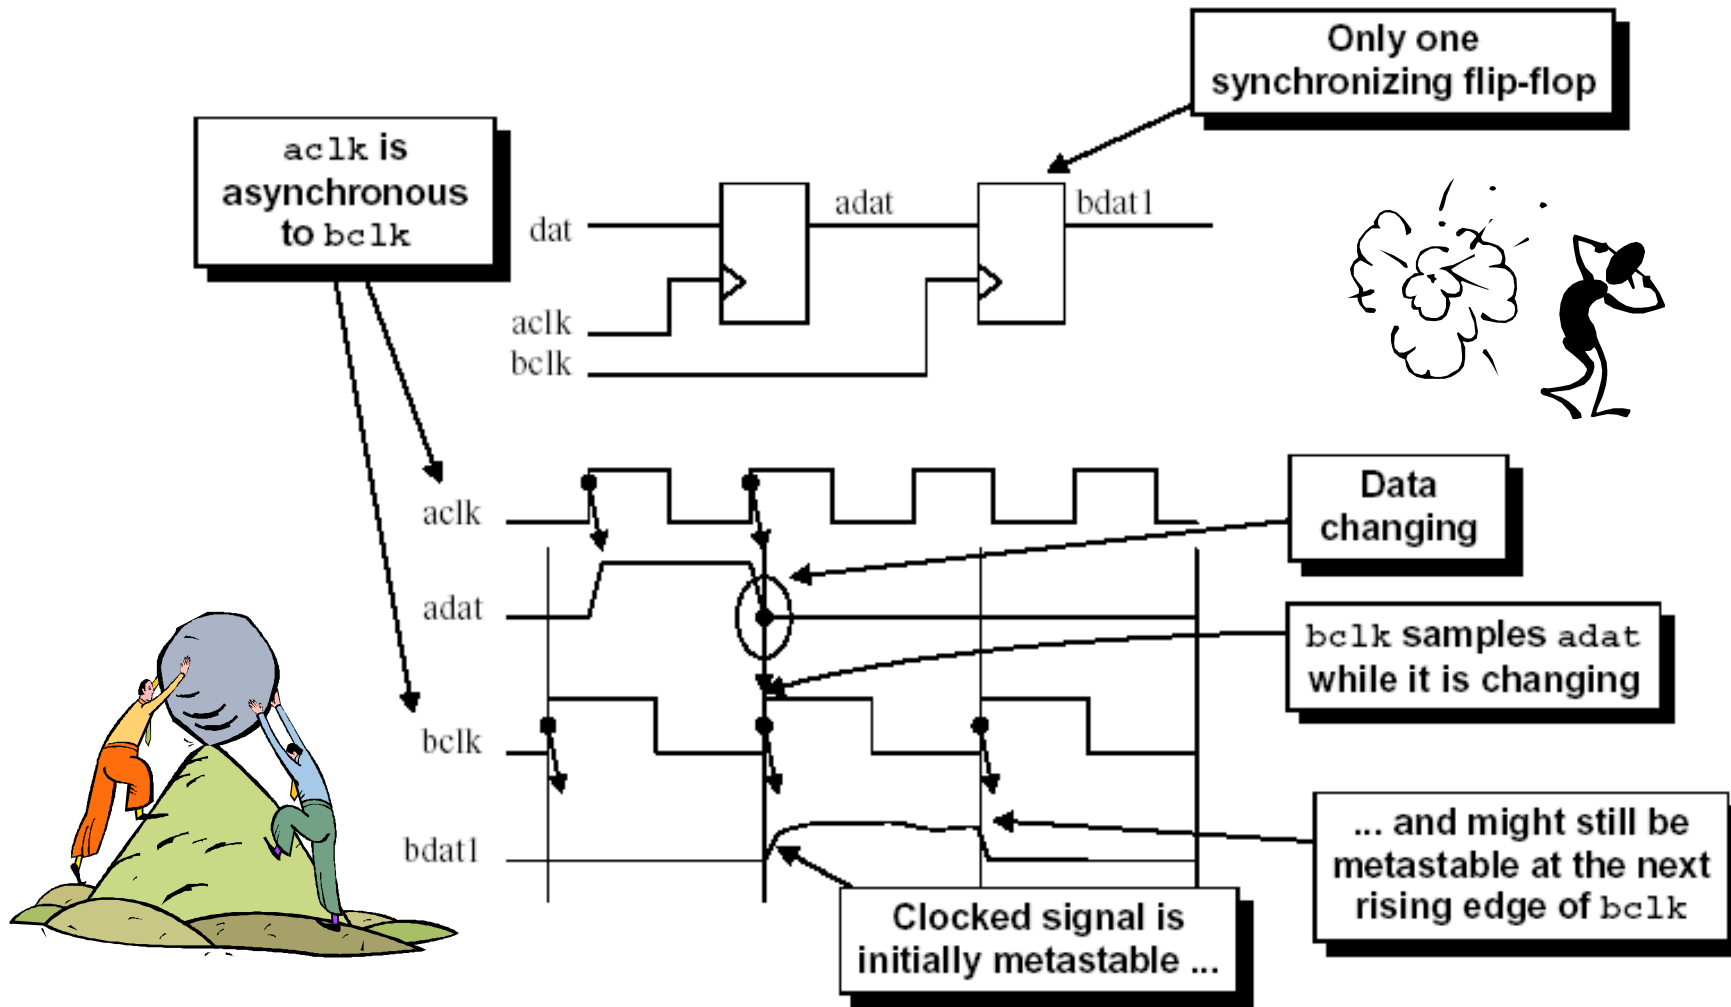 Only one
synchronizing flip-flop
aclk is
asynchronous
to bclk
dat
adat
bdat1
aclk
bclk
aclk
Data
changing
adat
bclk samples adat
while it is changing
bclk
bdat1
... and might still be
metastable at the next
rising edge of bclk
Clocked signal is
initially metastable ...